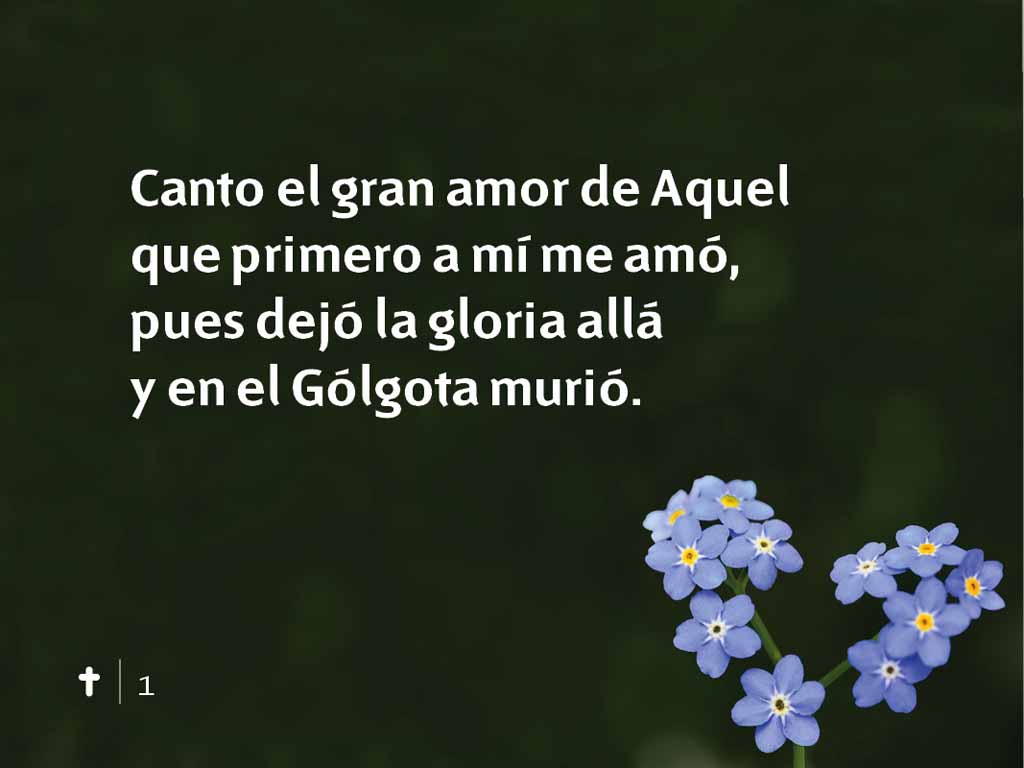 Canto el gran amor de Aquel
que primero a mí me amó,
pues dejó la gloria allá
y en el Gólgota murió.
1